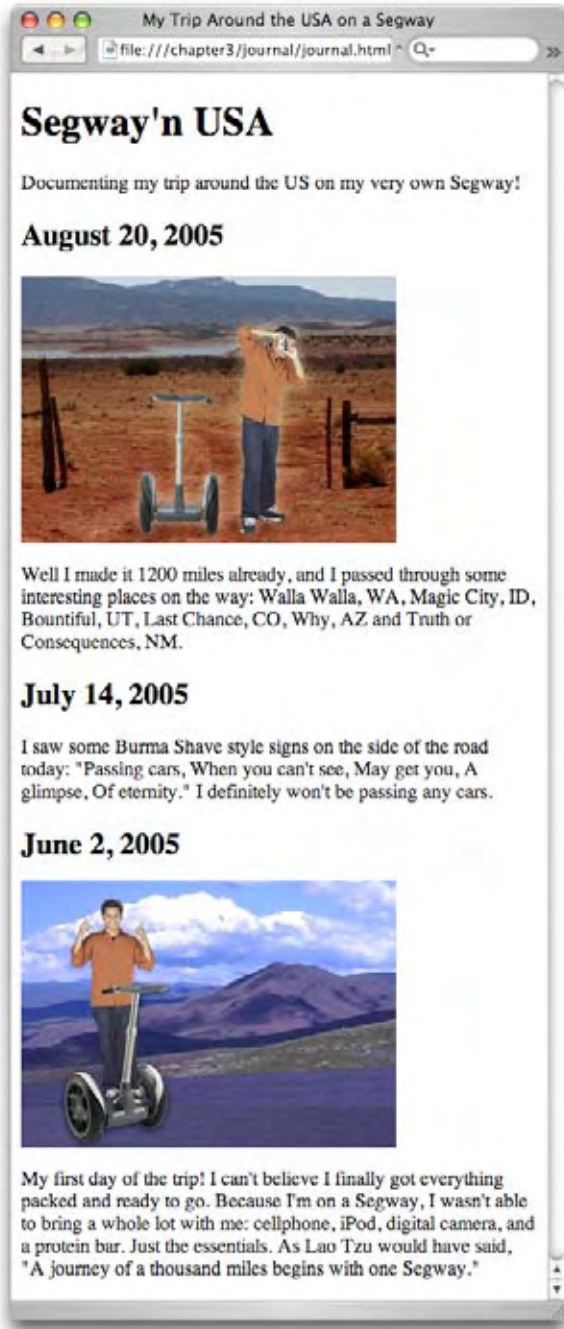 My Trip Around the USA on a Segway
file:///chapter3/journal/journal.html
Segway'n USA
Documenting my trip around the US on my very own Segway!
August 20, 2005
Well I made it 1200 miles already, and I passed through some
interesting places on the way: Walla Walla, WA, Magic City, ID,
Bountiful, UT, Last Chance, CO, Why, AZ and Truth or
Consequences, NM.
July 14, 2005
I saw some Burma Shave style signs on the side of the road
today: "Passing cars, When you can't see, May get you, A
glimpse, Of eternity." I definitely won't be passing any cars.
June 2, 2005
My first day of the trip! I can't believe I finally got everything
packed and ready to go. Because I'm on a Segway, I wasn't able
to bring a whole lot with me: cellphone, iPod, digital camera, and
a protein bar. Just the essentials. As Lao Tzu would have said,
"A journey of a thousand miles begins with one Segway."